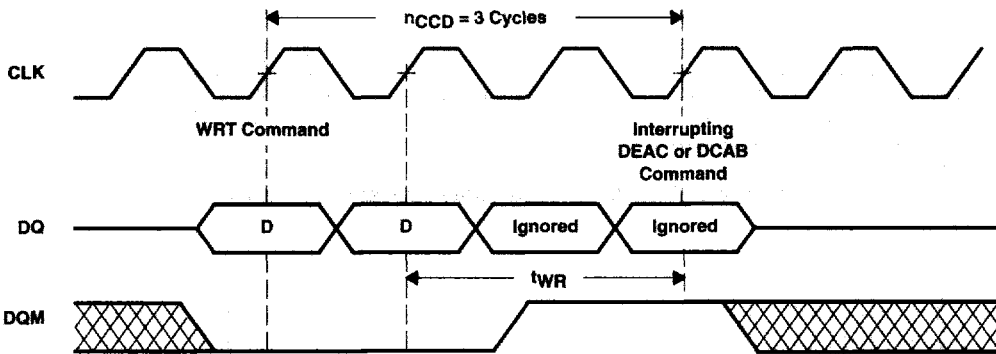 nCCD = 3 Cycles
CLK
WRT Command
Interrupting
DEAC or DCAB
Command
DQ
D
D
Ignored
Ignored
tWR
DQM